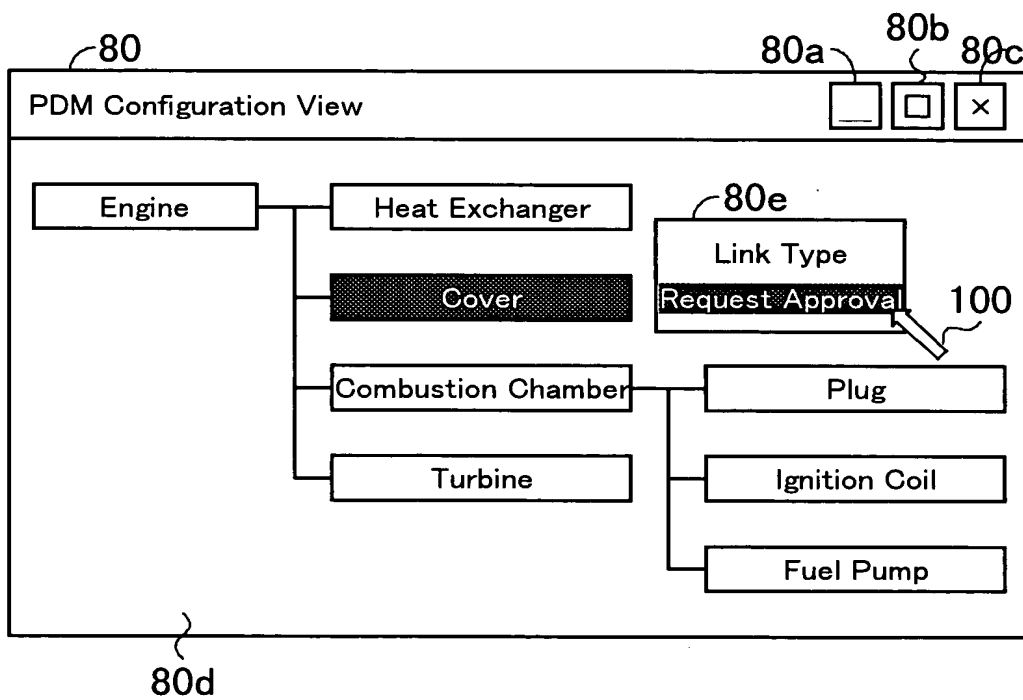 80
80a
80b
80c
PDM Configuration View
_
□
×
Engine
Heat Exchanger
80e
Link Type
Cover
Request Approval
100
Combustion Chamber
Plug
Turbine
Ignition Coil
Fuel Pump
80d